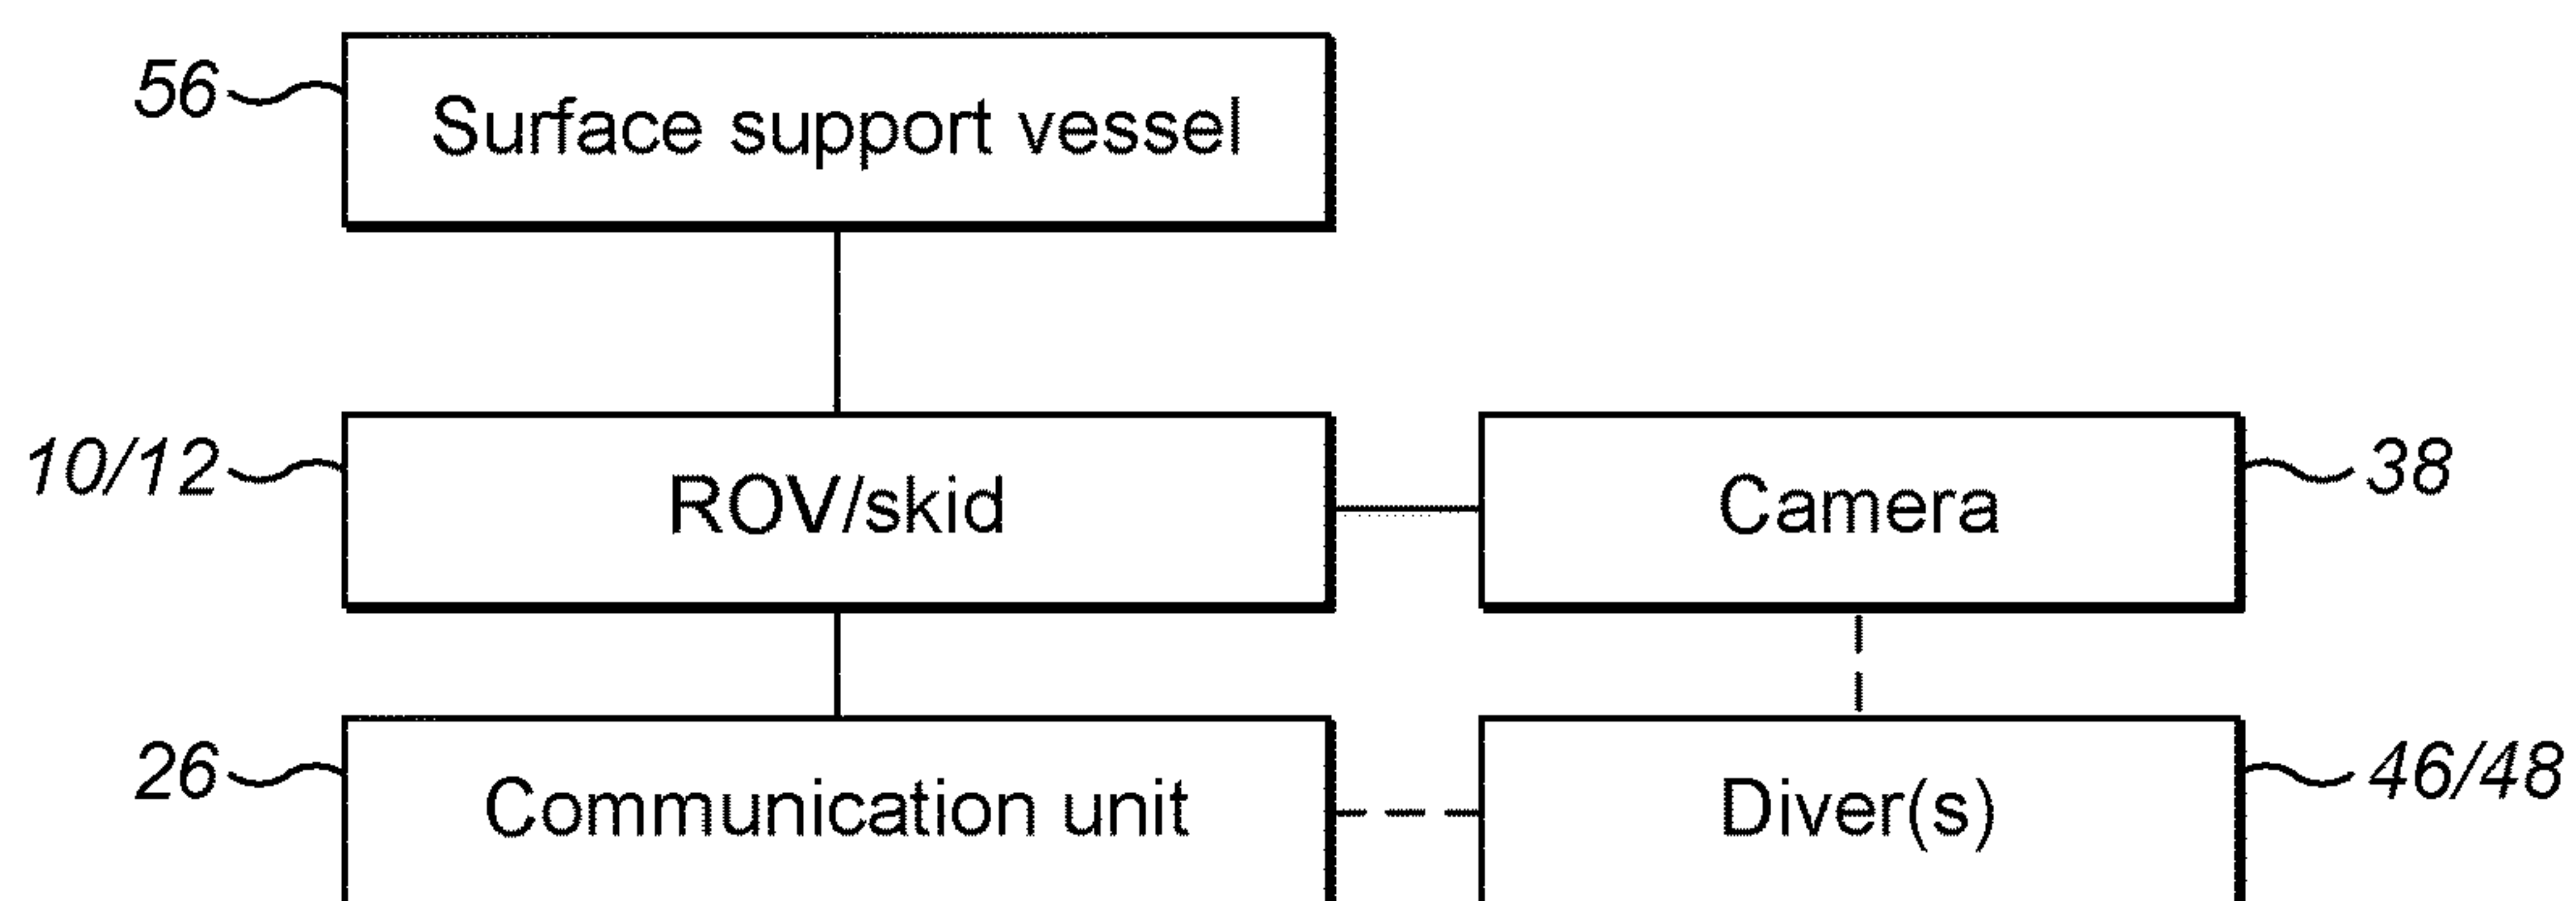 56
Surface support vessel
10/12
ROV/skid
Camera
38
26
Communication unit
Diver(s)
46/48